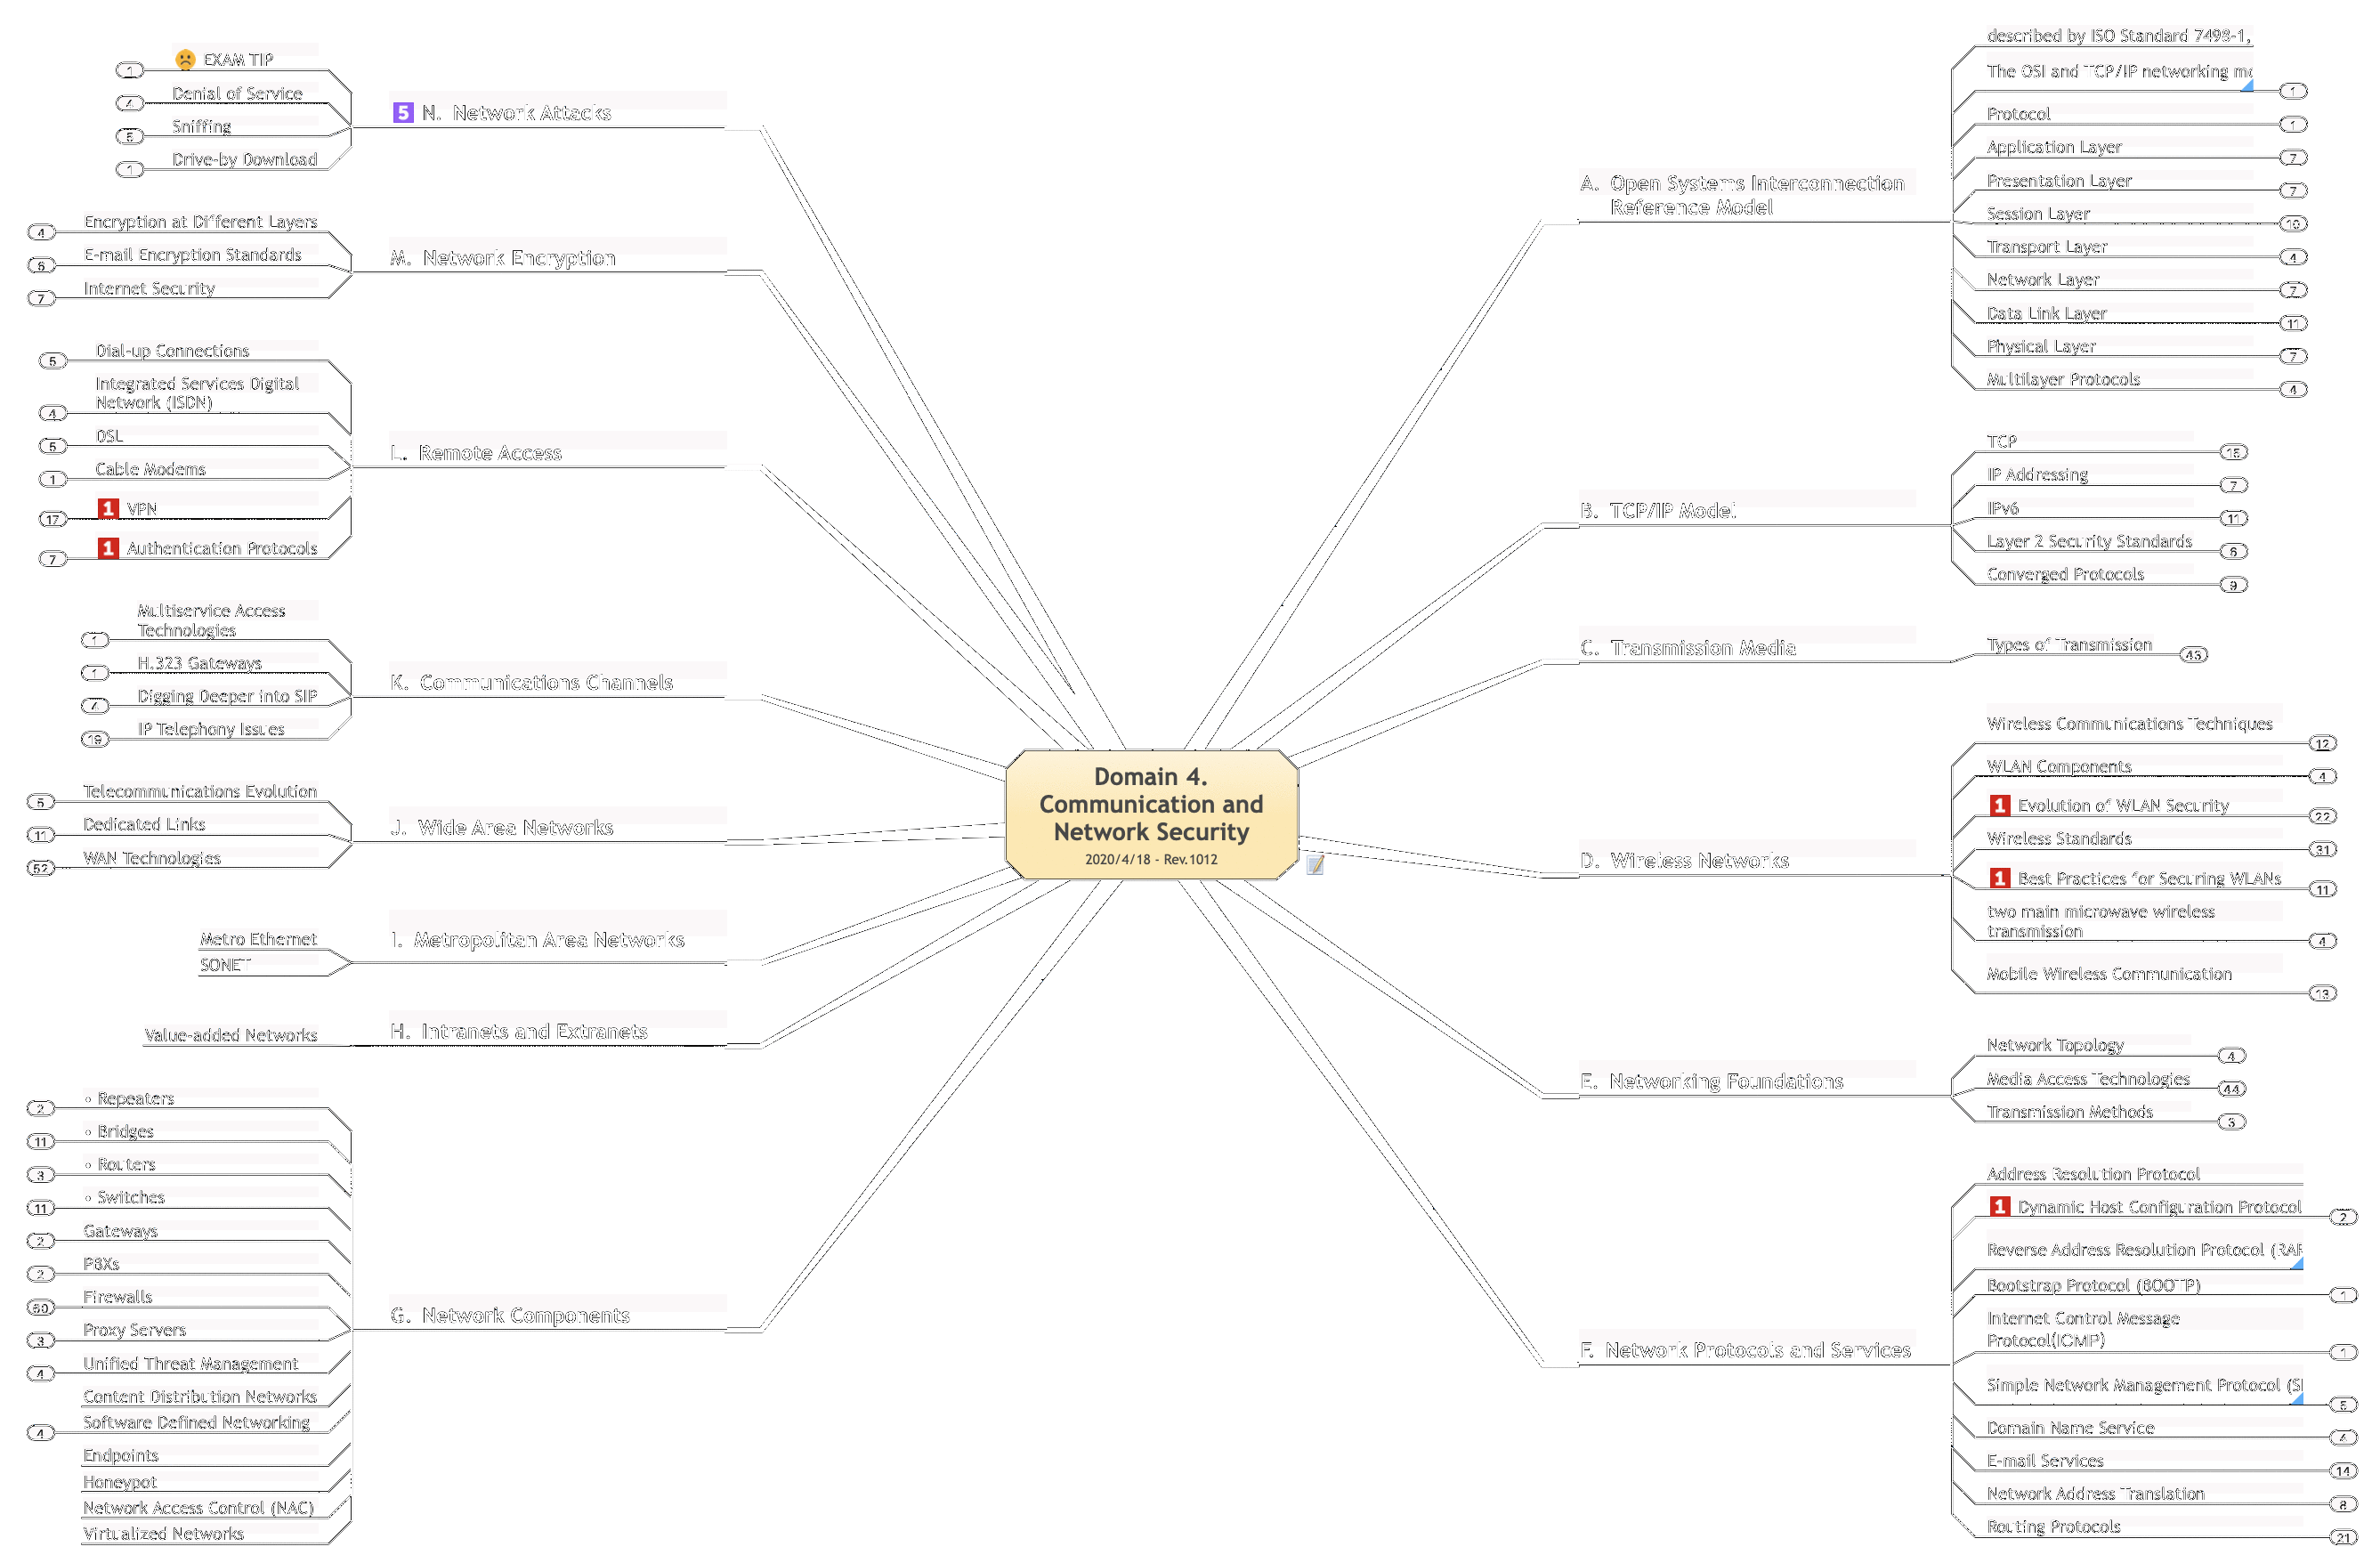 Domain 4.
Communication and
Network Security
2020/4/18 - Rev.1012
A. Open Systems Interconnection
Reference Model
described by ISO Standard 7498-1,
The OSI and TCP/IP networking mo
1
Protocol
1
Application Layer
7
Presentation Layer
7
Session Layer
10
Transport Layer
4
Network Layer
7
Data Link Layer
11
Physical Layer
7
Multilayer Protocols
4
B. TCP/IP Model
TCP
15
IP Addressing
7
IPv6
11
Layer 2 Security Standards
6
Converged Protocols
9
C. Transmission Media
Types of Transmission
43
D. Wireless Networks
Wireless Communications Techniques
12
WLAN Components
4
1 Evolution of WLAN Security
22
Wireless Standards
31
1 Best Practices for Securing WLANs
11
two main microwave wireless
transmission
4
Mobile Wireless Communication
13
E. Networking Foundations
Network Topology
4
Media Access Technologies
44
Transmission Methods
3
F. Network Protocols and Services
Address Resolution Protocol
1 Dynamic Host Configuration Protocol
2
Reverse Address Resolution Protocol (RAR
Bootstrap Protocol (BOOTP)
1
Internet Control Message
Protocol(ICMP)
1
Simple Network Management Protocol (SI
5
Domain Name Service
4
E-mail Services
14
Network Address Translation
8
Routing Protocols
21
5 N. Network Attacks
EXAM TIP
1
Denial of Service
4
Sniffing
5
Drive-by Download
1
M. Network Encryption
Encryption at Different Layers
4
E-mail Encryption Standards
6
Internet Security
7
L. Remote Access
Dial-up Connections
5
Integrated Services Digital
Network (ISDN)
4
DSL
5
Cable Modems
1
1 VPN
17
1 Authentication Protocols
7
K. Communications Channels
Multiservice Access
Technologies
1
H.323 Gateways
1
Digging Deeper into SIP
4
IP Telephony Issues
19
J. Wide Area Networks
Telecommunications Evolution
5
Dedicated Links
11
WAN Technologies
52
I. Metropolitan Area Networks
Metro Ethernet
SONET
H. Intranets and Extranets
Value-added Networks
G. Network Components
◦ Repeaters
2
◦ Bridges
11
◦ Routers
3
◦ Switches
11
Gateways
2
PBXs
2
Firewalls
60
Proxy Servers
3
Unified Threat Management
4
Content Distribution Networks
Software Defined Networking
4
Endpoints
Honeypot
Network Access Control (NAC)
Virtualized Networks